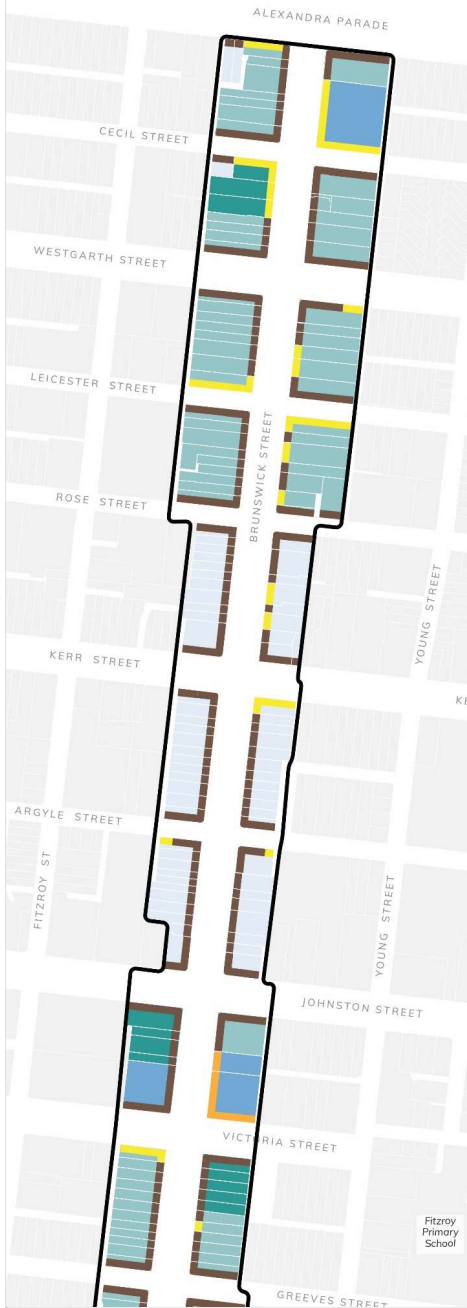 ALEXANDRA PARADE
CECIL STREET
WESTGARTH STREET
LEICESTER STREET
BRUNSWICK STREET
ROSE STREET
YOUNG STREET
KERR STREET
KE
ARGYLE STREET
FITZROY ST
YOUNG STREET
JOHNSTON STREET
VICTORIA STREET
Fitzroy
Primary
School
GREEVES STREET